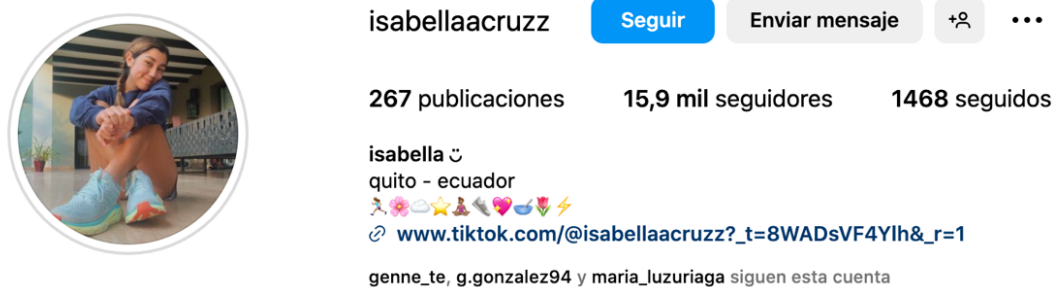 isabellaacruzz Seguir Enviar mensaje
267 publicaciones 15,9 mil seguidores 1468 seguidos
isabella
quito - ecuador
www.tiktok.com/@isabellaacruzz?_t=8WADsVF4Ylh&_r=1
genne_te, g.gonzalez94 y maria_luzuriaga siguen esta cuenta